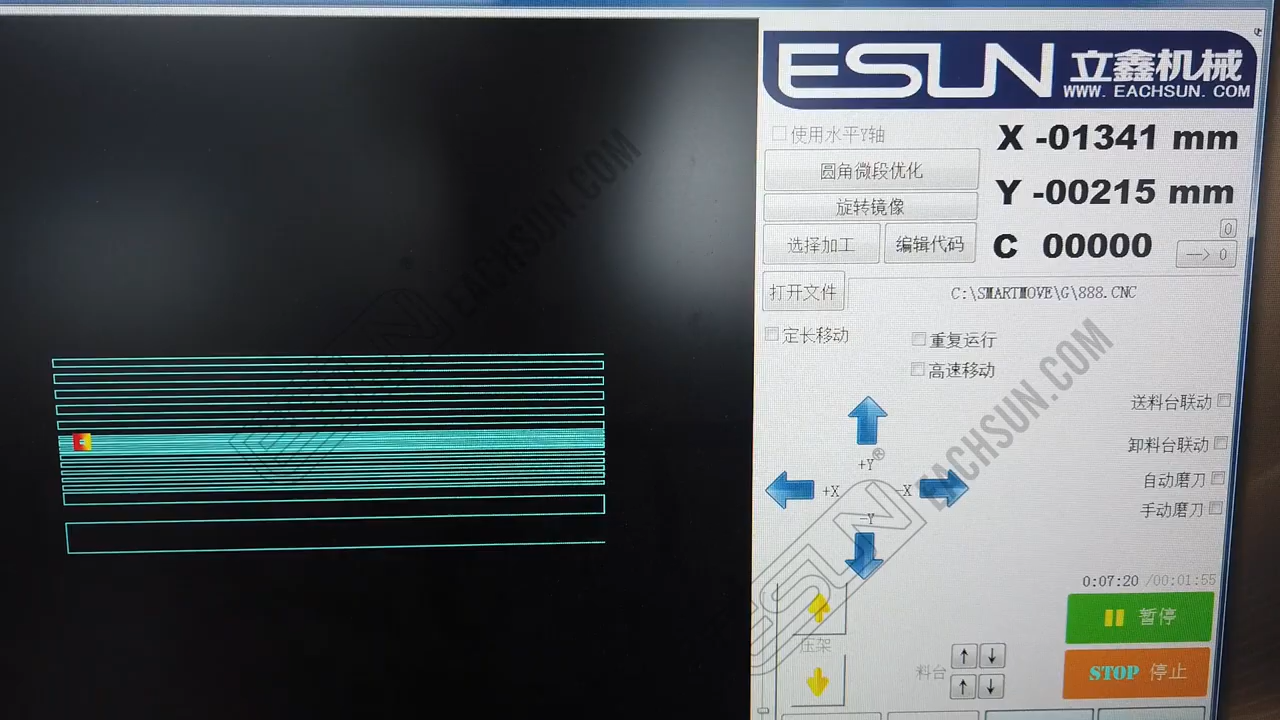 ESUN 立鑫机械
WWW. EACHSUN. COM
使用水平Y轴
X -01341 mm
圆角微段优化
Y -00215 mm
旋转镜像
选择加工
编辑代码
C 00000
0
—> 0
打开文件
C:\SMARTMOVE\G\888.CNC
定长移动
重复运行
高速移动
送料台联动
卸料台联动
自动磨刀
手动磨刀
+Y
+X
-X
-Y
0:07:20 /00:01:55
暂停
压架
料台
STOP 停止
ESUN EACHSUN.COM
ESUN EACHSUN.COM